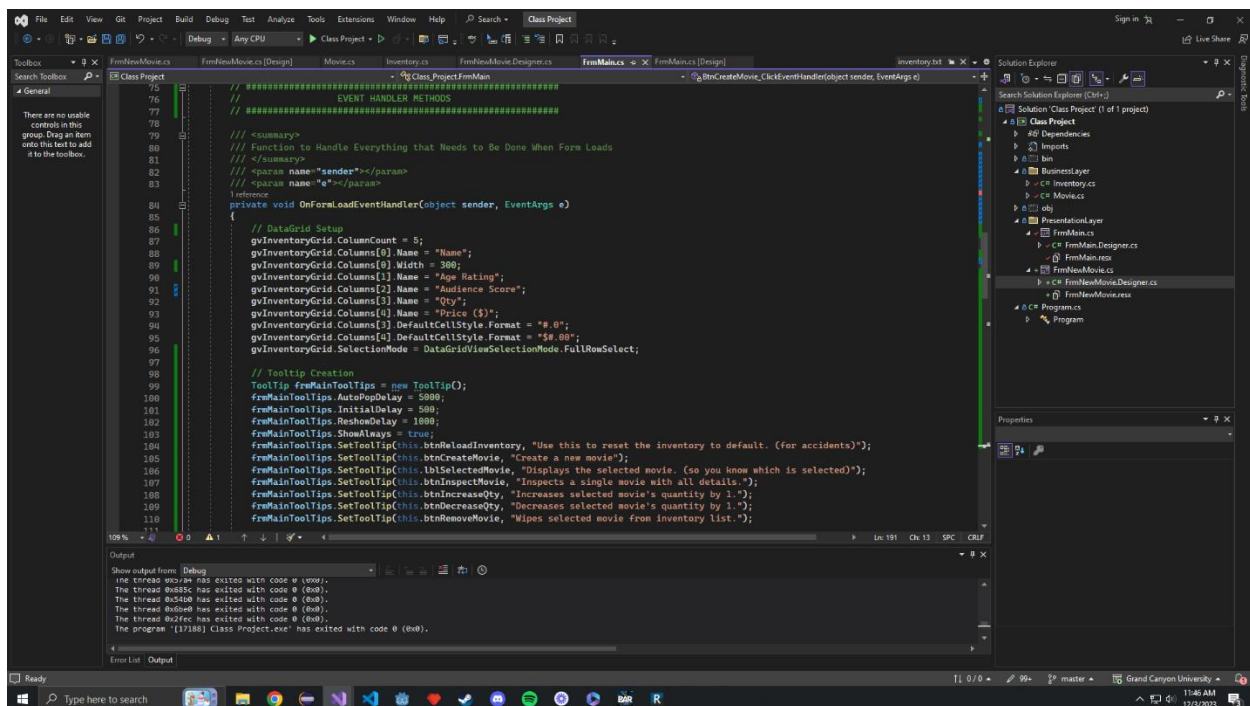 File Edit View Git Project Build Debug Test Analyze Tools Extensions Window Help Search Class Project Sign in
Debug Any CPU Class Project Live Share
Toolbox
Search Toolbox
General
There are no usable
controls in this
group. Drag an item
onto this text to add
it to the toolbox.
FrmNewMovie.cs FrmNewMovie.cs [Design] Movie.cs Inventory.cs FrmNewMovie.Designer.cs FrmMain.cs FrmMain.cs [Design] inventory.txt
Class Project Class_Project.FrmMain BtnCreateMovie_ClickEventHandler(object sender, EventArgs e)
75 // ############################################################
76 // EVENT HANDLER METHODS
77 // ############################################################
78
79 /// <summary>
80 /// Function to Handle Everything that Needs to Be Done When Form Loads
81 /// </summary>
82 /// <param name="sender"></param>
83 /// <param name="e"></param>
1 reference
84 private void OnFormLoadEventHandler(object sender, EventArgs e)
85 {
86 // DataGrid Setup
87 gvInventoryGrid.ColumnCount = 5;
88 gvInventoryGrid.Columns[0].Name = "Name";
89 gvInventoryGrid.Columns[0].Width = 300;
90 gvInventoryGrid.Columns[1].Name = "Age Rating";
91 gvInventoryGrid.Columns[2].Name = "Audience Score";
92 gvInventoryGrid.Columns[3].Name = "Qty";
93 gvInventoryGrid.Columns[4].Name = "Price ($)";
94 gvInventoryGrid.Columns[3].DefaultCellStyle.Format = "#.0";
95 gvInventoryGrid.Columns[4].DefaultCellStyle.Format = "$#.00";
96 gvInventoryGrid.SelectionMode = DataGridViewSelectionMode.FullRowSelect;
97
98 // Tooltip Creation
99 ToolTip frmMainToolTips = new ToolTip();
100 frmMainToolTips.AutoPopDelay = 5000;
101 frmMainToolTips.InitialDelay = 500;
102 frmMainToolTips.ReshowDelay = 1000;
103 frmMainToolTips.ShowAlways = true;
104 frmMainToolTips.SetToolTip(this.btnReloadInventory, "Use this to reset the inventory to default. (for accidents)");
105 frmMainToolTips.SetToolTip(this.btnCreateMovie, "Create a new movie");
106 frmMainToolTips.SetToolTip(this.lblSelectedMovie, "Displays the selected movie. (so you know which is selected)");
107 frmMainToolTips.SetToolTip(this.btnInspectMovie, "Inspects a single movie with all details.");
108 frmMainToolTips.SetToolTip(this.btnIncreaseQty, "Increases selected movie's quantity by 1.");
109 frmMainToolTips.SetToolTip(this.btnDecreaseQty, "Decreases selected movie's quantity by 1.");
110 frmMainToolTips.SetToolTip(this.btnRemoveMovie, "Wipes selected movie from inventory list.");
111
109 % 0 1 Ln: 191 Ch: 13 SPC CRLF
Output
Show output from: Debug
The thread 0x57a4 has exited with code 0 (0x0).
The thread 0x685c has exited with code 0 (0x0).
The thread 0x54b0 has exited with code 0 (0x0).
The thread 0x6be0 has exited with code 0 (0x0).
The thread 0x2fec has exited with code 0 (0x0).
The program '[17188] Class Project.exe' has exited with code 0 (0x0).
Error List Output
Solution Explorer
Search Solution Explorer (Ctrl+;)
Solution 'Class Project' (1 of 1 project)
Class Project
Dependencies
Imports
bin
BusinessLayer
C# Inventory.cs
C# Movie.cs
obj
PresentationLayer
FrmMain.cs
C# FrmMain.Designer.cs
FrmMain.resx
FrmNewMovie.cs
C# FrmNewMovie.Designer.cs
FrmNewMovie.resx
C# Program.cs
Program
Properties
Diagnostic Tools
Ready 0 / 0 99+ master Grand Canyon University
Type here to search BAR R 11:46 AM
12/3/2023